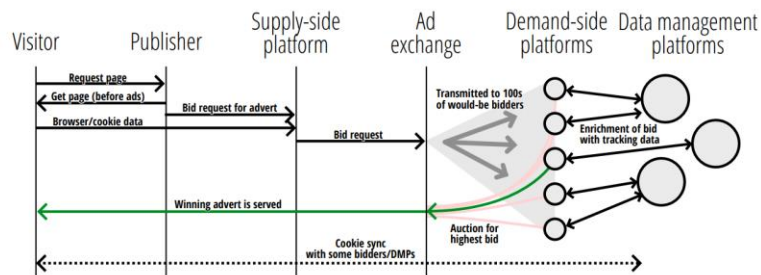 Visitor
Publisher
Supply-side
platform
Ad
exchange
Demand-side
platforms
Data management
platforms
Request page
Get page (before ads)
Bid request for advert
Browser/cookie data
Bid request
Transmitted to 100s
of would-be bidders
Enrichment of bid
with tracking data
Winning advert is served
Auction for
highest bid
Cookie sync
with some bidders/DMPs